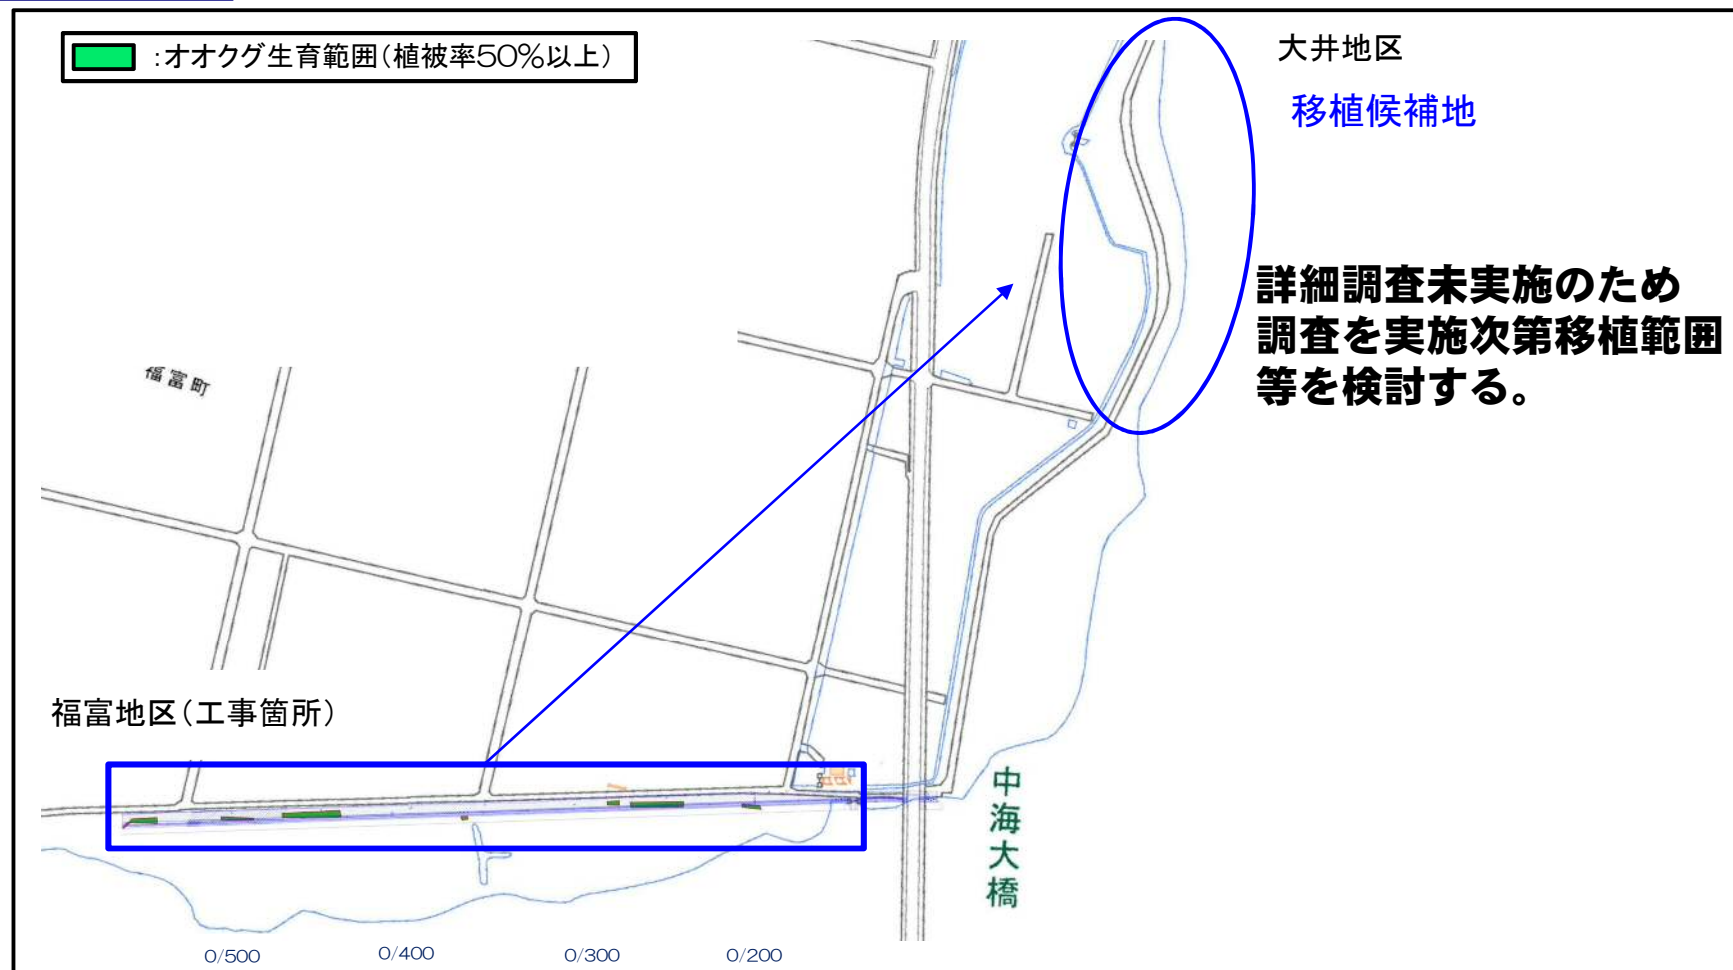 :オオクグ生育範囲(植被率50%以上)
大井地区
移植候補地
詳細調査未実施のため
調査を実施次第移植範囲
等を検討する。
福富町
福富地区(工事箇所)
中海大橋
0/500
0/400
0/300
0/200